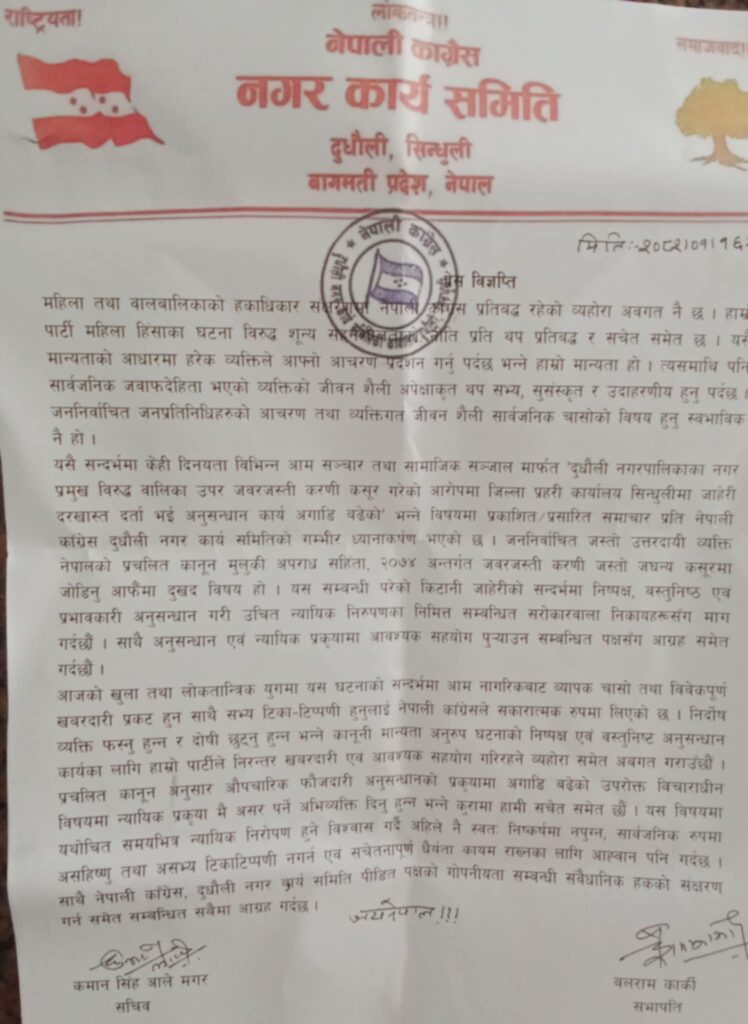 राष्ट्रियता!
लोकतन्त्र!!
समाजवाद!
नेपाली काग्रेस
नगर कार्य समिति
दुधौली, सिन्धुली
बागमती प्रदेश, नेपाल
मिति:-२०८२।०१।१६
नेपाली काग्रेस
विज्ञप्ति
महिला तथा वालबालिकाको हकाधिकार नेपाली प्रतिबद्ध रहेको व्यहोरा अवगत नै छ । हाम्रो
पार्टी महिला हिंसाका घटना विरुद्ध शून्य प्रति थप प्रतिबद्ध र सचेत समेत छ । यसै
मान्यताको आधारमा हरेक व्यक्तिले आफ्नो आचरण प्रदर्शन गर्नु पर्दछ भन्ने हाम्रो मान्यता हो । त्यसमाथि पनि
सार्वजनिक जवाफदेहिता भएको व्यक्तिको जीवन शैली अपेक्षाकृत थप सभ्य, सुसंस्कृत र उदाहरणीय हुनु पर्दछ ।
जननिर्वाचित जनप्रतिनिधिहरुको आचरण तथा व्यक्तिगत जीवन शैली सार्वजनिक चासोको विषय हुनु स्वभाविक
नै हो ।
यसै सन्दर्भमा केही दिनयता विभिन्न आम सञ्चार तथा सामाजिक सञ्जाल मार्फत 'दुधौली नगरपालिकाका नगर
प्रमुख विरुद्ध वालिका उपर जवरजस्ती करणी कसूर गरेको आरोपमा जिल्ला प्रहरी कार्यालय सिन्धुलीमा जाहेरी
दरखास्त दर्ता भई अनुसन्धान कार्य अगाडि बढेको' भन्ने विषयमा प्रकाशित/प्रसारित समाचार प्रति नेपाली
काँग्रेस दुधौली नगर कार्य समितिको गम्भीर ध्यानाकर्षण भएको छ । जननिर्वाचित जस्तो उत्तरदायी व्यक्ति
नेपालको प्रचलित कानून मुलुकी अपराध सहिता, २०७४ अन्तर्गत जवरजस्ती करणी जस्तो जघन्य कसूरमा
जोडिनु आफैंमा दुखद विषय हो । यस सम्बन्धी परेको किटानी जाहेरीको सन्दर्भमा निष्पक्ष, बस्तुनिष्ठ एवं
प्रभावकारी अनुसन्धान गरी उचित न्यायिक निरुपणका निमित्त सम्बन्धित सरोकारवाला निकायहरूसंग माग
गर्दछौं । साथै अनुसन्धान एवं न्यायिक प्रकृयामा आवश्यक सहयोग पुऱ्याउन सम्बन्धित पक्षसंग आग्रह समेत
गर्दछौं ।
आजको खुला तथा लोकतान्त्रिक युगमा यस घटनाको सन्दर्भमा आम नागरिकबाट व्यापक चासो तथा विवेकपूर्ण
खबरदारी प्रकट हुन साथै सभ्य टिका-टिप्पणी हुनुलाई नेपाली काँग्रेसले सकारात्मक रुपमा लिएको छ । निर्दोष
व्यक्ति फस्नु हुन्न र दोषी छुट्नु हुन्न भन्ने कानूनी मान्यता अनुरुप घटनाको निष्पक्ष एवं वस्तुनिष्ट अनुसन्धान
कार्यका लागि हाम्रो पार्टीले निरन्तर खबरदारी एवं आवश्यक सहयोग गरिरहने व्यहोरा समेत अवगत गराउँछौं ।
प्रचलित कानून अनुसार औपचारिक फौजदारी अनुसन्धानको प्रकृयामा अगाडि बढेको उपरोक्त विचाराधीन
विषयमा न्यायिक प्रकृया मै असर पर्ने अभिव्यक्ति दिनु हुन्न भन्ने कुरामा हामी सचेत समेत छौं । यस विषयमा
यथोचित समयभित्र न्यायिक निरोपण हुने विश्वास गर्दै अहिले नै स्वतः निष्कर्षमा नपुग्न, सार्वजनिक रुपमा
असहिष्णु तथा असभ्य टिकाटिप्पणी नगर्न एवं सचेतनापूर्ण धैर्यता कायम राख्नका लागि आह्वान पनि गर्दछ ।
साथै नेपाली काँग्रेस, दुधौली नगर कार्य समिति पीडित पक्षको गोपनीयता सम्बन्धी संवैधानिक हकको संरक्षण
गर्न समेत सम्बन्धित सवैमा आग्रह गर्दछ ।
जयनेपाल!!!
कमान सिंह आले मगर
सचिव
बलराम कार्की
सभापति